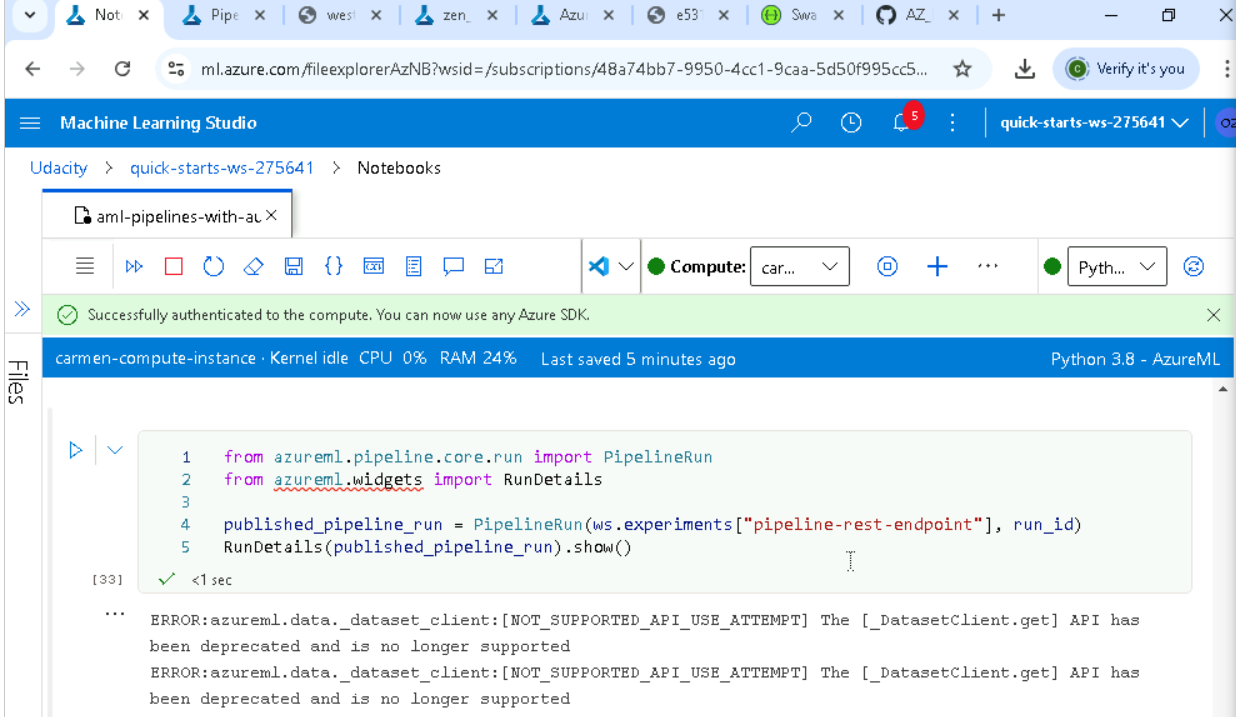 Not
Pipe
wes
zen_
Azu
e53
Swa
AZ_
ml.azure.com/fileexplorerAzNB?wsid=/subscriptions/48a74bb7-9950-4cc1-9caa-5d50f995cc5...
Verify it's you
Machine Learning Studio
5
quick-starts-ws-275641
Udacity > quick-starts-ws-275641 > Notebooks
aml-pipelines-with-au
Compute: car...
Pyth...
Successfully authenticated to the compute. You can now use any Azure SDK.
Files
carmen-compute-instance · Kernel idle CPU 0% RAM 24% Last saved 5 minutes ago
Python 3.8 - AzureML
1 from azureml.pipeline.core.run import PipelineRun
2 from azureml.widgets import RunDetails
3
4 published_pipeline_run = PipelineRun(ws.experiments["pipeline-rest-endpoint"], run_id)
5 RunDetails(published_pipeline_run).show()
[33] <1 sec
... ERROR:azureml.data._dataset_client:[NOT_SUPPORTED_API_USE_ATTEMPT] The [_DatasetClient.get] API has
been deprecated and is no longer supported
ERROR:azureml.data._dataset_client:[NOT_SUPPORTED_API_USE_ATTEMPT] The [_DatasetClient.get] API has
been deprecated and is no longer supported